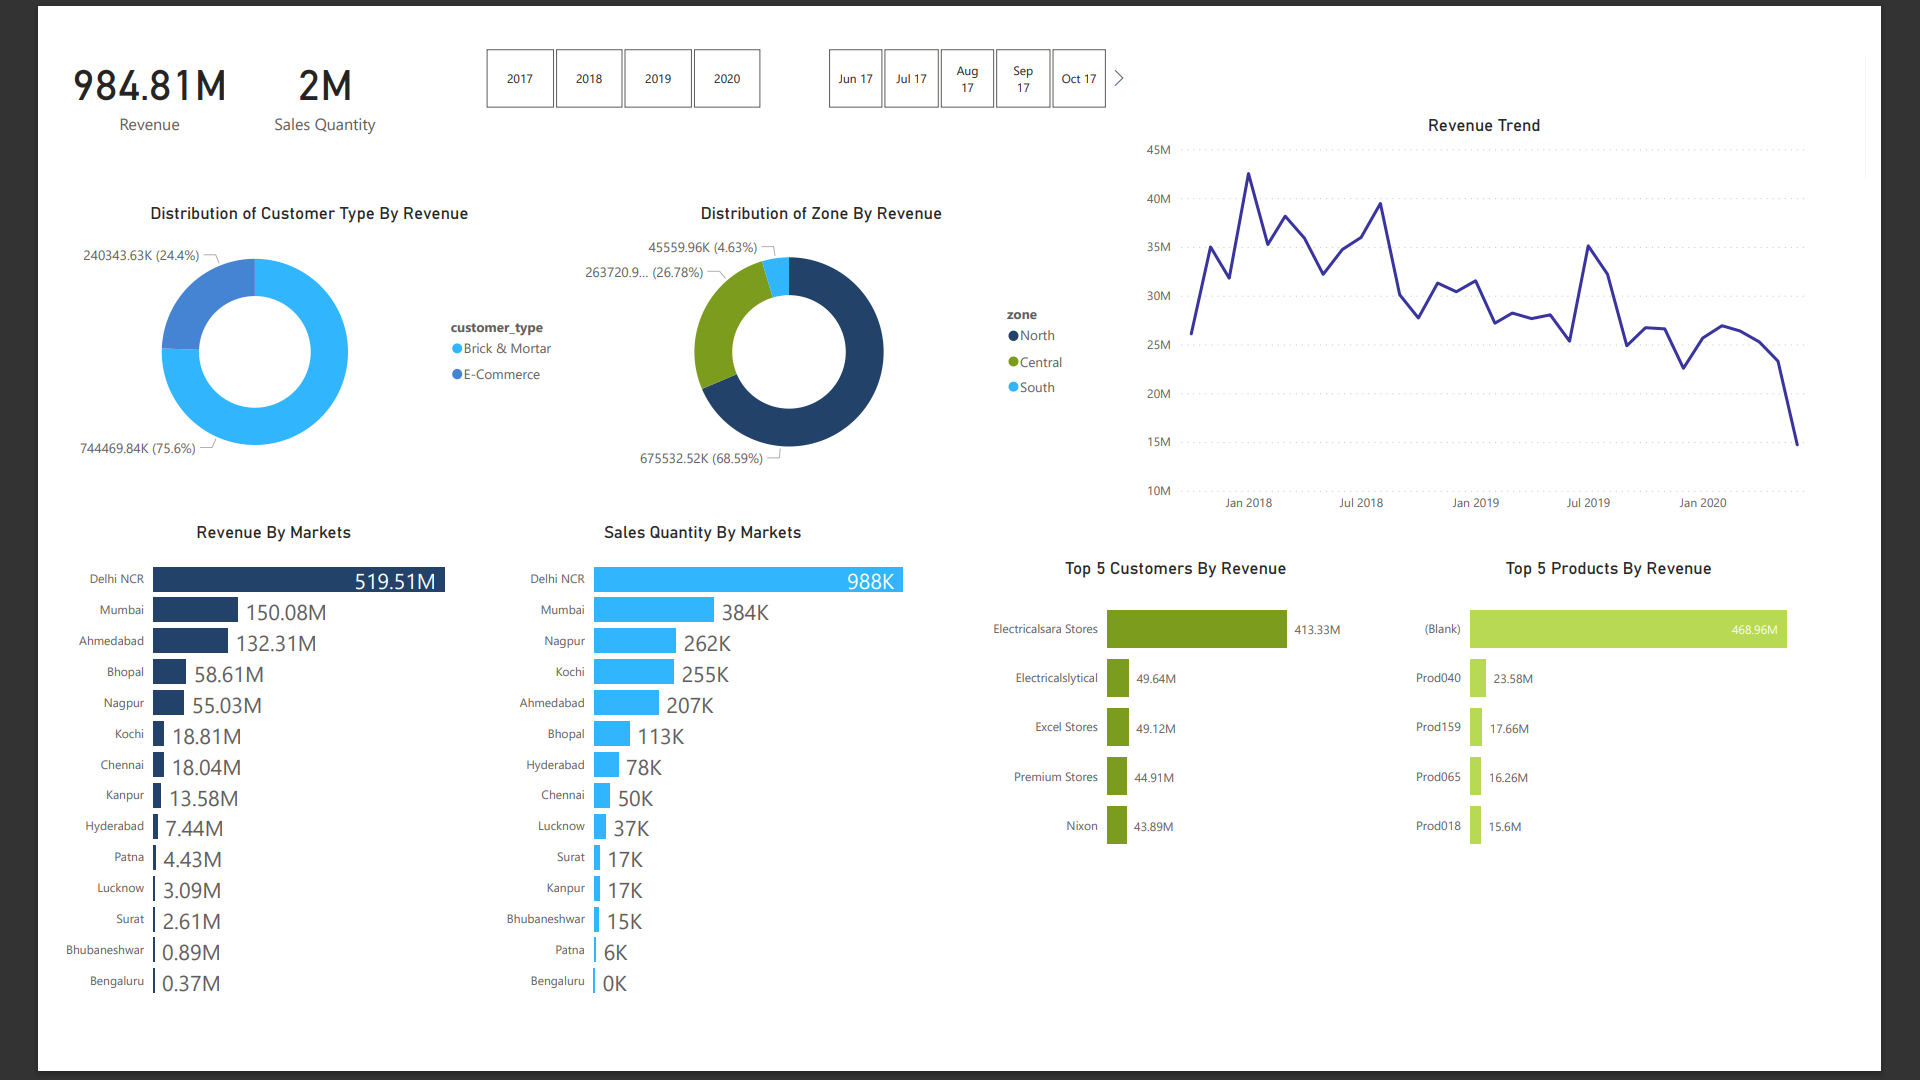 984.81M
Revenue
2M
Sales Quantity
2017
2018
2019
2020
Jun 17
Jul 17
Aug
17
Sep
17
Oct 17
Distribution of Customer Type By Revenue
240343.63K (24.4%)
744469.84K (75.6%)
customer_type
Brick & Mortar
E-Commerce
Distribution of Zone By Revenue
45559.96K (4.63%)
263720.9... (26.78%)
675532.52K (68.59%)
zone
North
Central
South
Revenue Trend
45M
40M
35M
30M
25M
20M
15M
10M
Jan 2018
Jul 2018
Jan 2019
Jul 2019
Jan 2020
Revenue By Markets
Delhi NCR 519.51M
Mumbai 150.08M
Ahmedabad 132.31M
Bhopal 58.61M
Nagpur 55.03M
Kochi 18.81M
Chennai 18.04M
Kanpur 13.58M
Hyderabad 7.44M
Patna 4.43M
Lucknow 3.09M
Surat 2.61M
Bhubaneshwar 0.89M
Bengaluru 0.37M
Sales Quantity By Markets
Delhi NCR 988K
Mumbai 384K
Nagpur 262K
Kochi 255K
Ahmedabad 207K
Bhopal 113K
Hyderabad 78K
Chennai 50K
Lucknow 37K
Surat 17K
Kanpur 17K
Bhubaneshwar 15K
Patna 6K
Bengaluru 0K
Top 5 Customers By Revenue
Electricalsara Stores 413.33M
Electricalslytical 49.64M
Excel Stores 49.12M
Premium Stores 44.91M
Nixon 43.89M
Top 5 Products By Revenue
(Blank) 468.96M
Prod040 23.58M
Prod159 17.66M
Prod065 16.26M
Prod018 15.6M